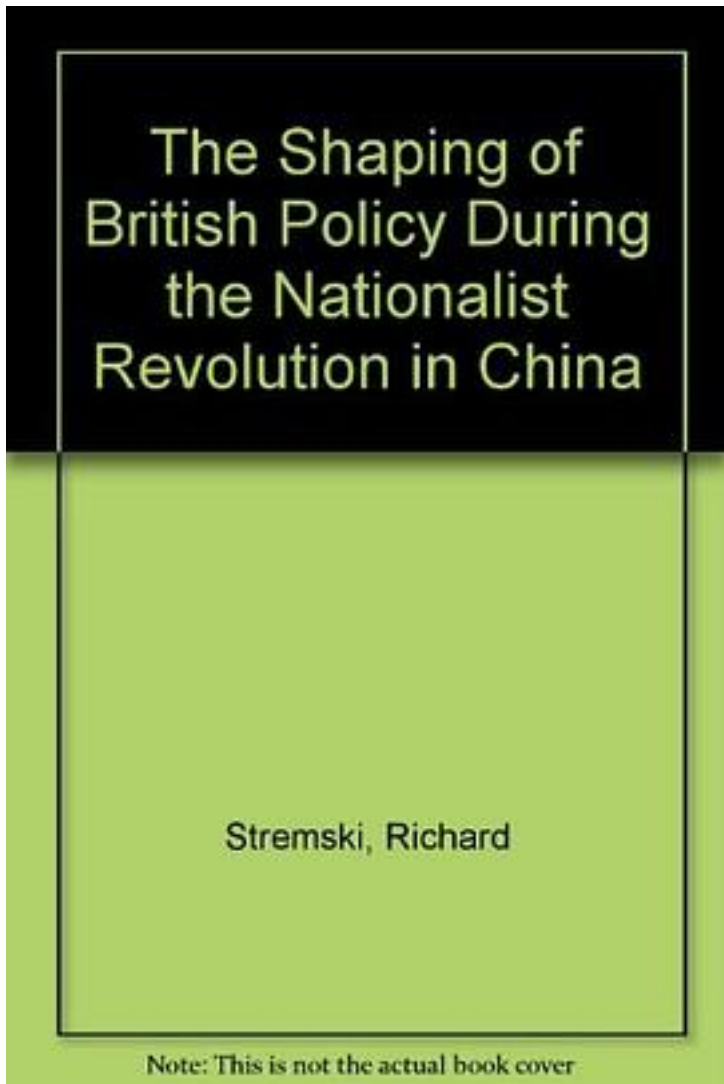 The Shaping of
British Policy During
the Nationalist
Revolution in China
Stremski, Richard
Note: This is not the actual book cover